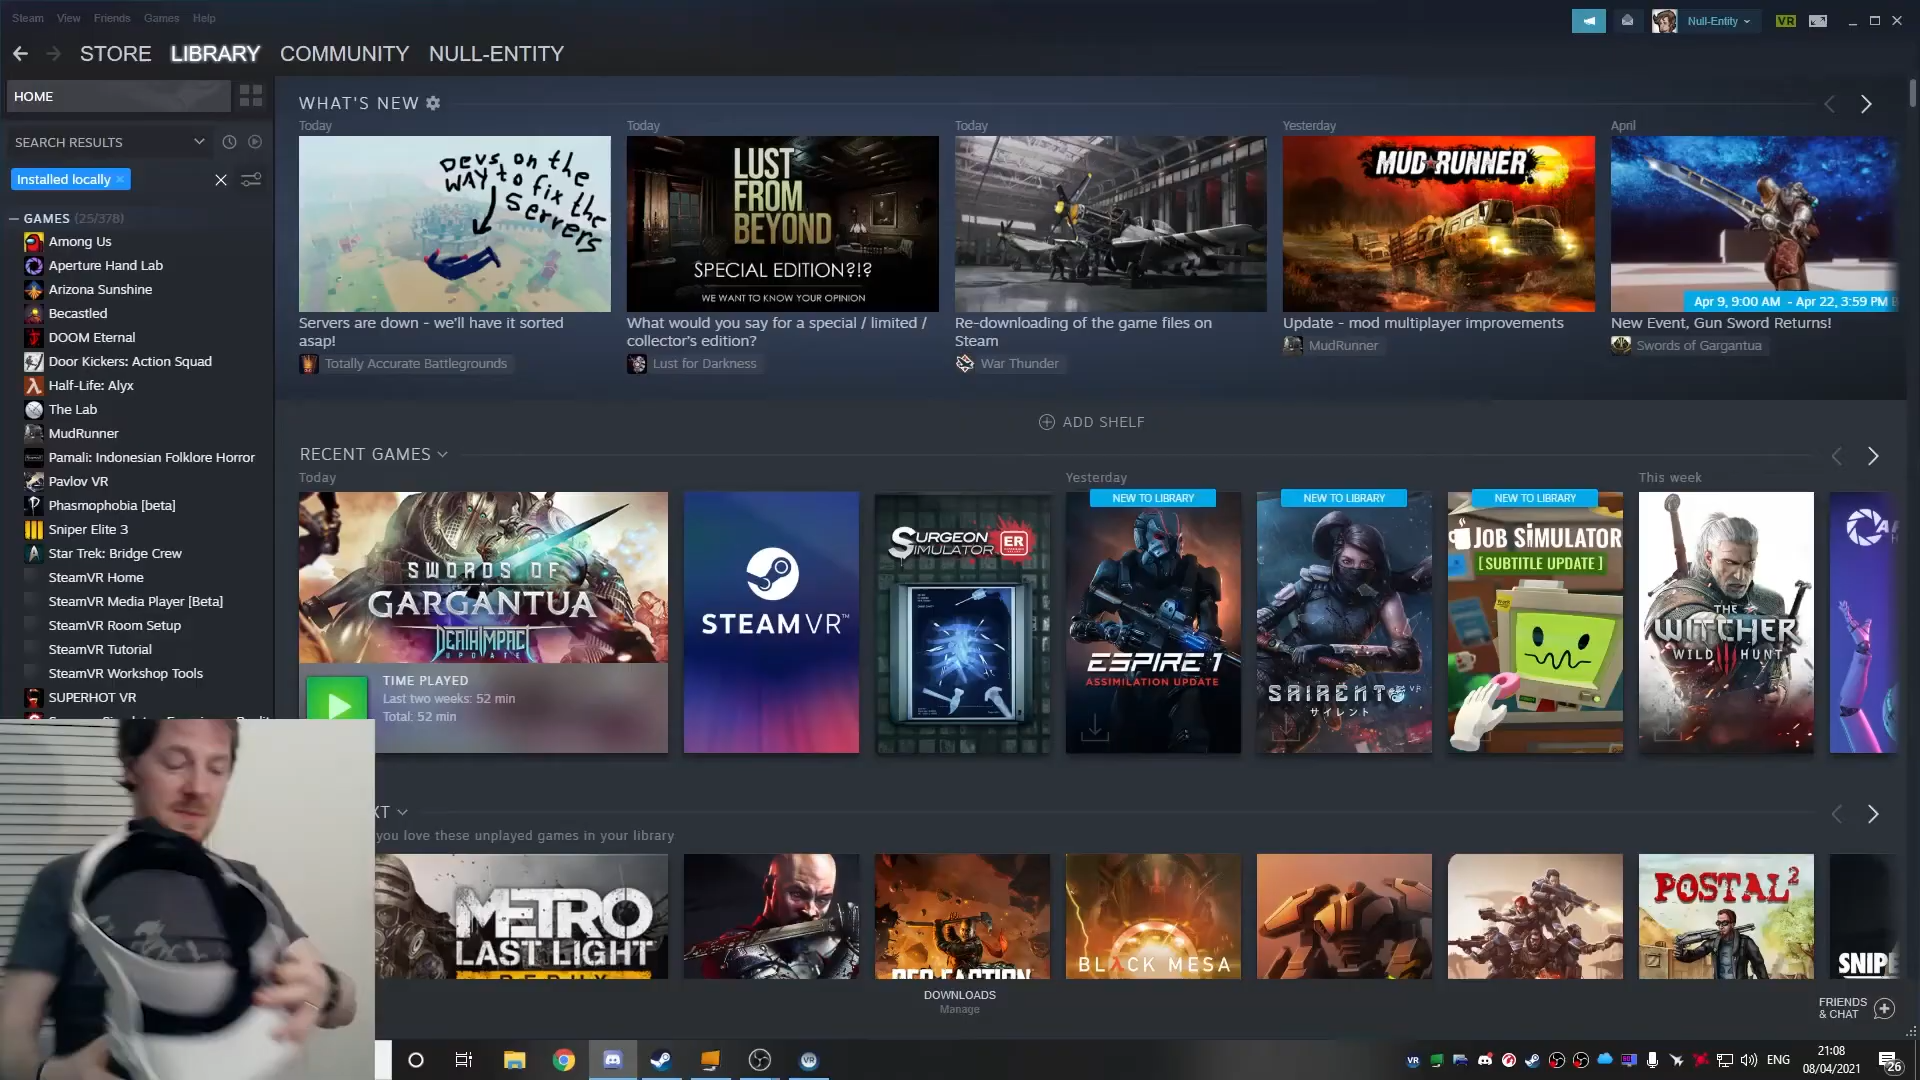 Steam View Friends Games Help
Null-Entity
VR
STORE LIBRARY COMMUNITY NULL-ENTITY
HOME
SEARCH RESULTS
Installed locally
GAMES (25/378)
Among Us
Aperture Hand Lab
Arizona Sunshine
Becastled
DOOM Eternal
Door Kickers: Action Squad
Half-Life: Alyx
The Lab
MudRunner
Pamali: Indonesian Folklore Horror
Pavlov VR
Phasmophobia [beta]
Sniper Elite 3
Star Trek: Bridge Crew
SteamVR Home
SteamVR Media Player [Beta]
SteamVR Room Setup
SteamVR Tutorial
SteamVR Workshop Tools
SUPERHOT VR
WHAT'S NEW
Today
DEVS on the
WAY to fix the
servers
Servers are down - we'll have it sorted
asap!
Totally Accurate Battlegrounds
Today
LUST
FROM
BEYOND
SPECIAL EDITION?!?
WE WANT TO KNOW YOUR OPINION
What would you say for a special / limited /
collector's edition?
Lust for Darkness
Today
Re-downloading of the game files on
Steam
War Thunder
Yesterday
MUDRUNNER
Update - mod multiplayer improvements
MudRunner
April
Apr 9, 9:00 AM - Apr 22, 3:59 PM
New Event, Gun Sword Returns!
Swords of Gargantua
ADD SHELF
RECENT GAMES
Today
SWORDS OF
GARGANTUA
DEATH IMPACT
UPDATE
TIME PLAYED
Last two weeks: 52 min
Total: 52 min
STEAMVR™
SURGEON
SIMULATOR ER
Yesterday
NEW TO LIBRARY
ESPIRE 1
ASSIMILATION UPDATE
NEW TO LIBRARY
SAIRENTO VR
サイレント
NEW TO LIBRARY
JOB SIMULATOR
[SUBTITLE UPDATE]
This week
THE
WITCHER
WILD HUNT
XT
you love these unplayed games in your library
METRO
LAST LIGHT
REDUX
RED FACTION
BLACK MESA
POSTAL 2
SNIPE
DOWNLOADS
Manage
FRIENDS
& CHAT
ENG
21:08
08/04/2021
26